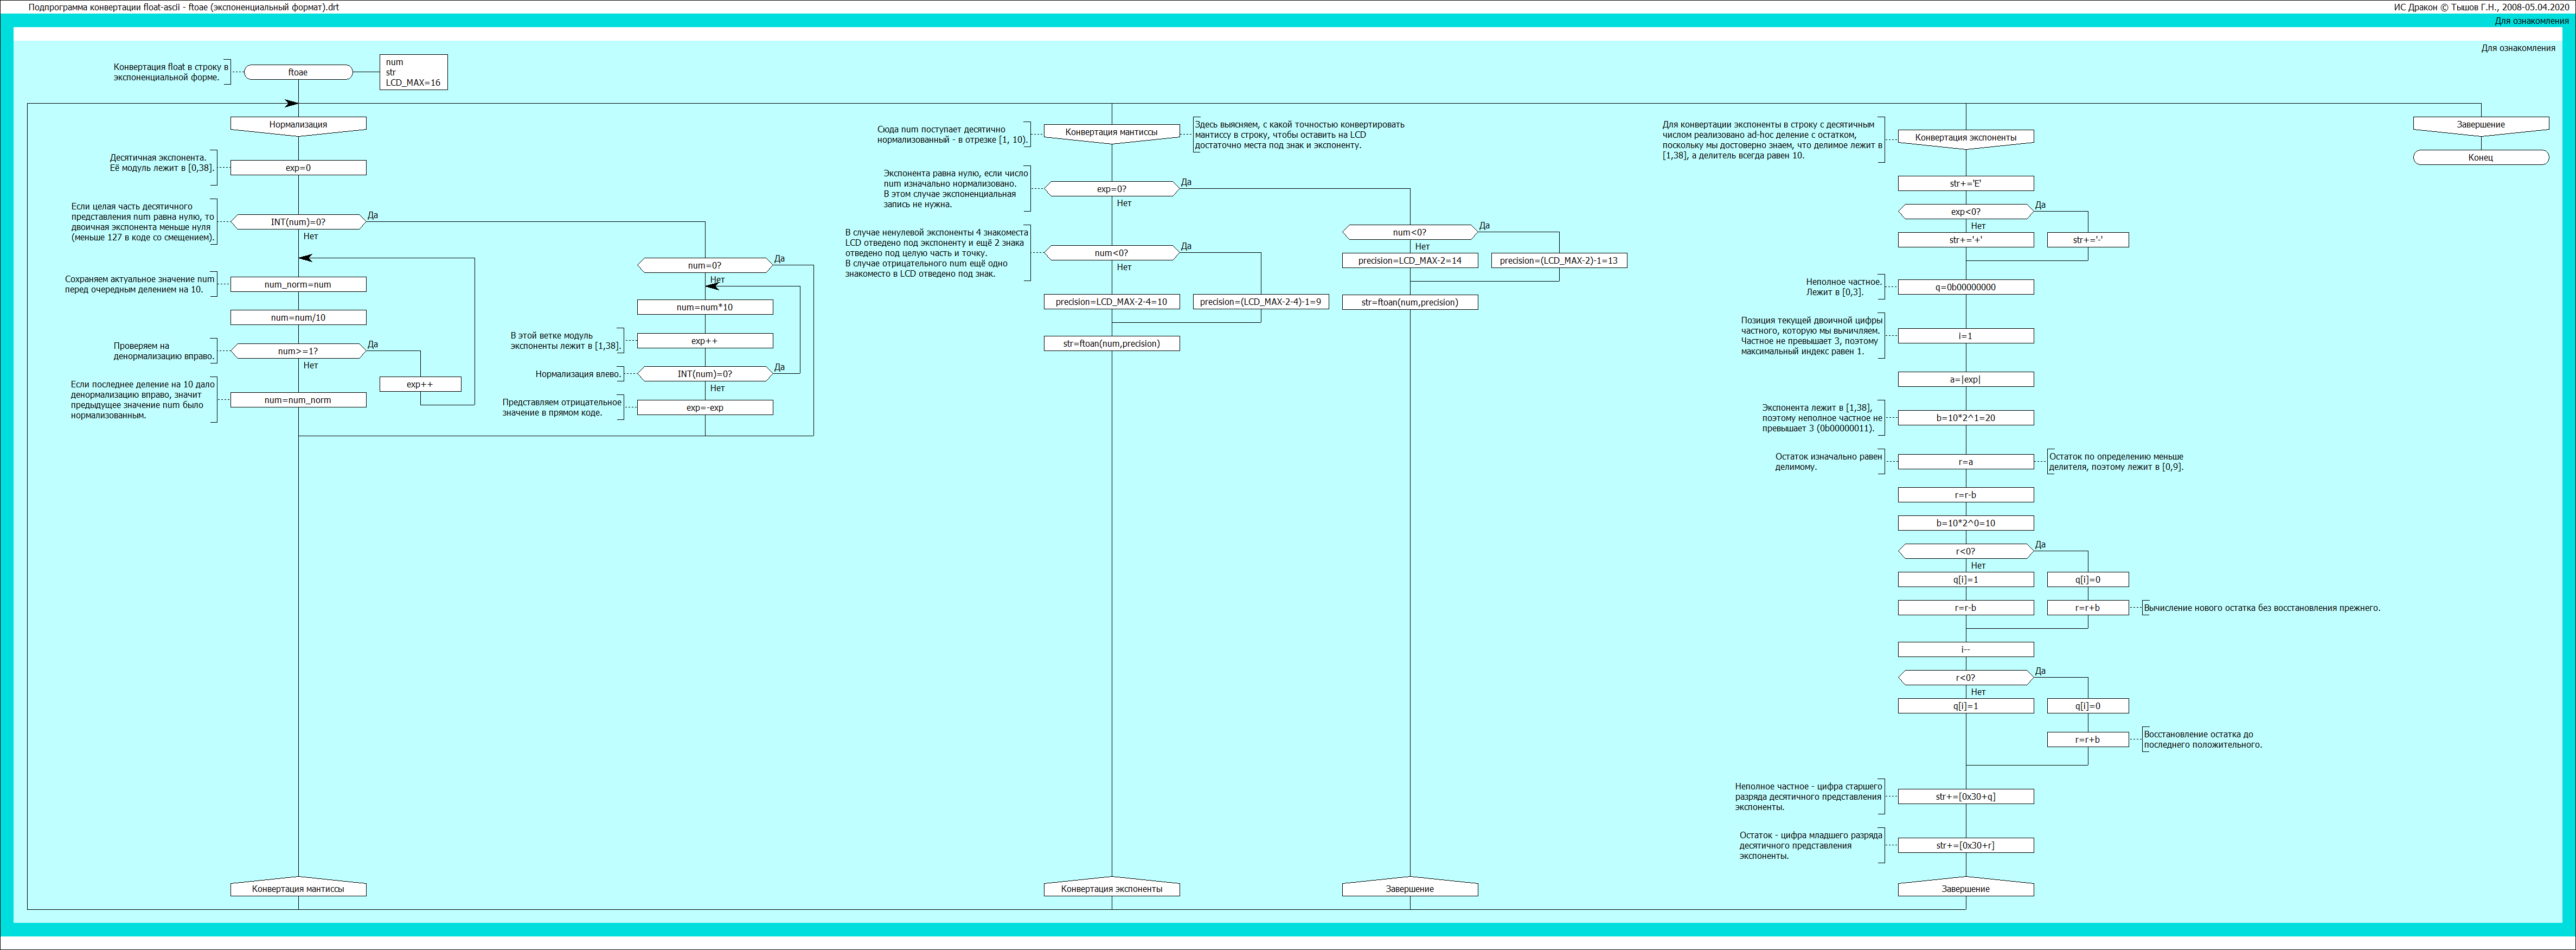 Подпрограмма конвертации float-ascii - ftoae (экспоненциальный формат).drt
ИС Дракон © Тышов Г.Н., 2008-05.04.2020
Для ознакомления
Для ознакомления
Конвертация float в строку в
экспоненциальной форме.
ftoae
num
str
LCD_MAX=16
Нормализация
Десятичная экспонента.
Её модуль лежит в [0,38].
exp=0
Если целая часть десятичного
представления num равна нулю, то
двоичная экспонента меньше нуля
(меньше 127 в коде со смещением).
INT(num)=0?
Да
Нет
Сохраняем актуальное значение num
перед очередным делением на 10.
num_norm=num
num=num/10
Проверяем на
денормализацию вправо.
num>=1?
Да
Нет
exp++
Если последнее деление на 10 дало
денормализацию вправо, значит
предыдущее значение num было
нормализованным.
num=num_norm
num=0?
Да
Нет
num=num*10
В этой ветке модуль
экспоненты лежит в [1,38].
exp++
Нормализация влево.
INT(num)=0?
Да
Нет
Представляем отрицательное
значение в прямом коде.
exp=-exp
Конвертация мантиссы
Сюда num поступает десятично
нормализованный - в отрезке [1, 10).
Конвертация мантиссы
Здесь выясняем, с какой точностью конвертировать
мантиссу в строку, чтобы оставить на LCD
достаточно места под знак и экспоненту.
Экспонента равна нулю, если число
num изначально нормализовано.
В этом случае экспоненциальная
запись не нужна.
exp=0?
Да
Нет
В случае ненулевой экспоненты 4 знакоместа
LCD отведено под экспоненту и ещё 2 знака
отведено под целую часть и точку.
В случае отрицательного num ещё одно
знакоместо в LCD отведено под знак.
num<0?
Да
Нет
precision=LCD_MAX-2-4=10
precision=(LCD_MAX-2-4)-1=9
str=ftoan(num,precision)
Конвертация экспоненты
num<0?
Да
Нет
precision=LCD_MAX-2=14
precision=(LCD_MAX-2)-1=13
str=ftoan(num,precision)
Завершение
Для конвертации экспоненты в строку с десятичным
числом реализовано ad-hoc деление с остатком,
поскольку мы достоверно знаем, что делимое лежит в
[1,38], а делитель всегда равен 10.
Конвертация экспоненты
str+='E'
exp<0?
Да
Нет
str+='+'
str+='-'
Неполное частное.
Лежит в [0,3].
q=0b00000000
Позиция текущей двоичной цифры
частного, которую мы вычичляем.
Частное не превышает 3, поэтому
максимальный индекс равен 1.
i=1
a=|exp|
Экспонента лежит в [1,38],
поэтому неполное частное не
превышает 3 (0b00000011).
b=10*2^1=20
Остаток изначально равен
делимому.
r=a
Остаток по определению меньше
делителя, поэтому лежит в [0,9].
r=r-b
b=10*2^0=10
r<0?
Да
Нет
q[i]=1
q[i]=0
r=r-b
r=r+b
Вычисление нового остатка без восстановления прежнего.
i--
r<0?
Да
Нет
q[i]=1
q[i]=0
r=r+b
Восстановление остатка до
последнего положительного.
Неполное частное - цифра старшего
разряда десятичного представления
экспоненты.
str+=[0x30+q]
Остаток - цифра младшего разряда
десятичного представления
экспоненты.
str+=[0x30+r]
Завершение
Завершение
Конец